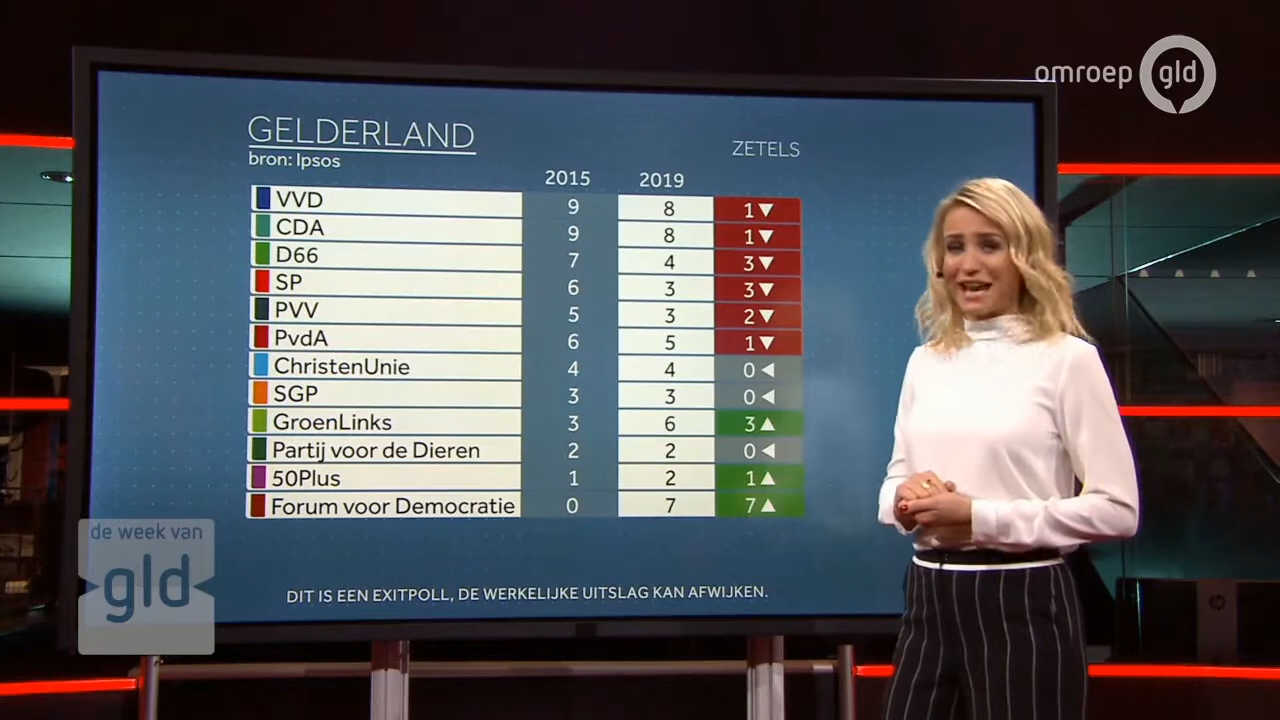 omroep gld
GELDERLAND
bron: Ipsos
ZETELS
2015 2019
VVD 9 8 1▼
CDA 9 8 1▼
D66 7 4 3▼
SP 6 3 3▼
PVV 5 3 2▼
PvdA 6 5 1▼
ChristenUnie 4 4 0◀
SGP 3 3 0◀
GroenLinks 3 6 3▲
Partij voor de Dieren 2 2 0◀
50Plus 1 2 1▲
Forum voor Democratie 0 7 7▲
DIT IS EEN EXITPOLL, DE WERKELIJKE UITSLAG KAN AFWIJKEN.
de week van
gld